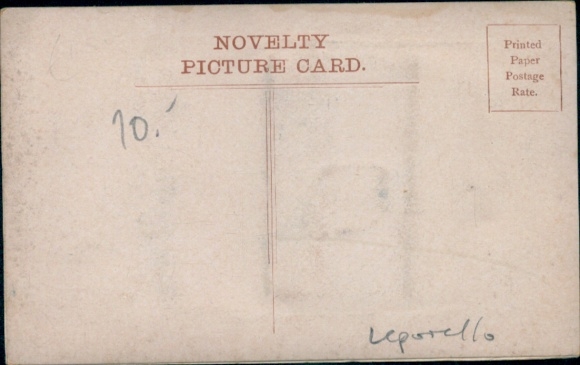 NOVELTY
PICTURE CARD.
Printed
Paper
Postage
Rate.
10.-
Leporello